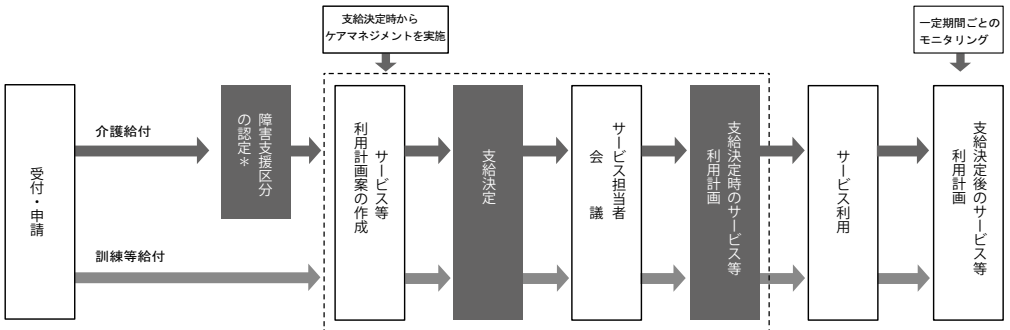 支給決定時から
ケアマネジメントを実施
一定期間ごとの
モニタリング
受付・申請
介護給付
訓練等給付
障害支援区分
の認定＊
サービス等
利用計画案の作成
支給決定
サービス担当者
会議
支給決定時のサービス等
利用計画
サービス利用
支給決定後のサービス等
利用計画